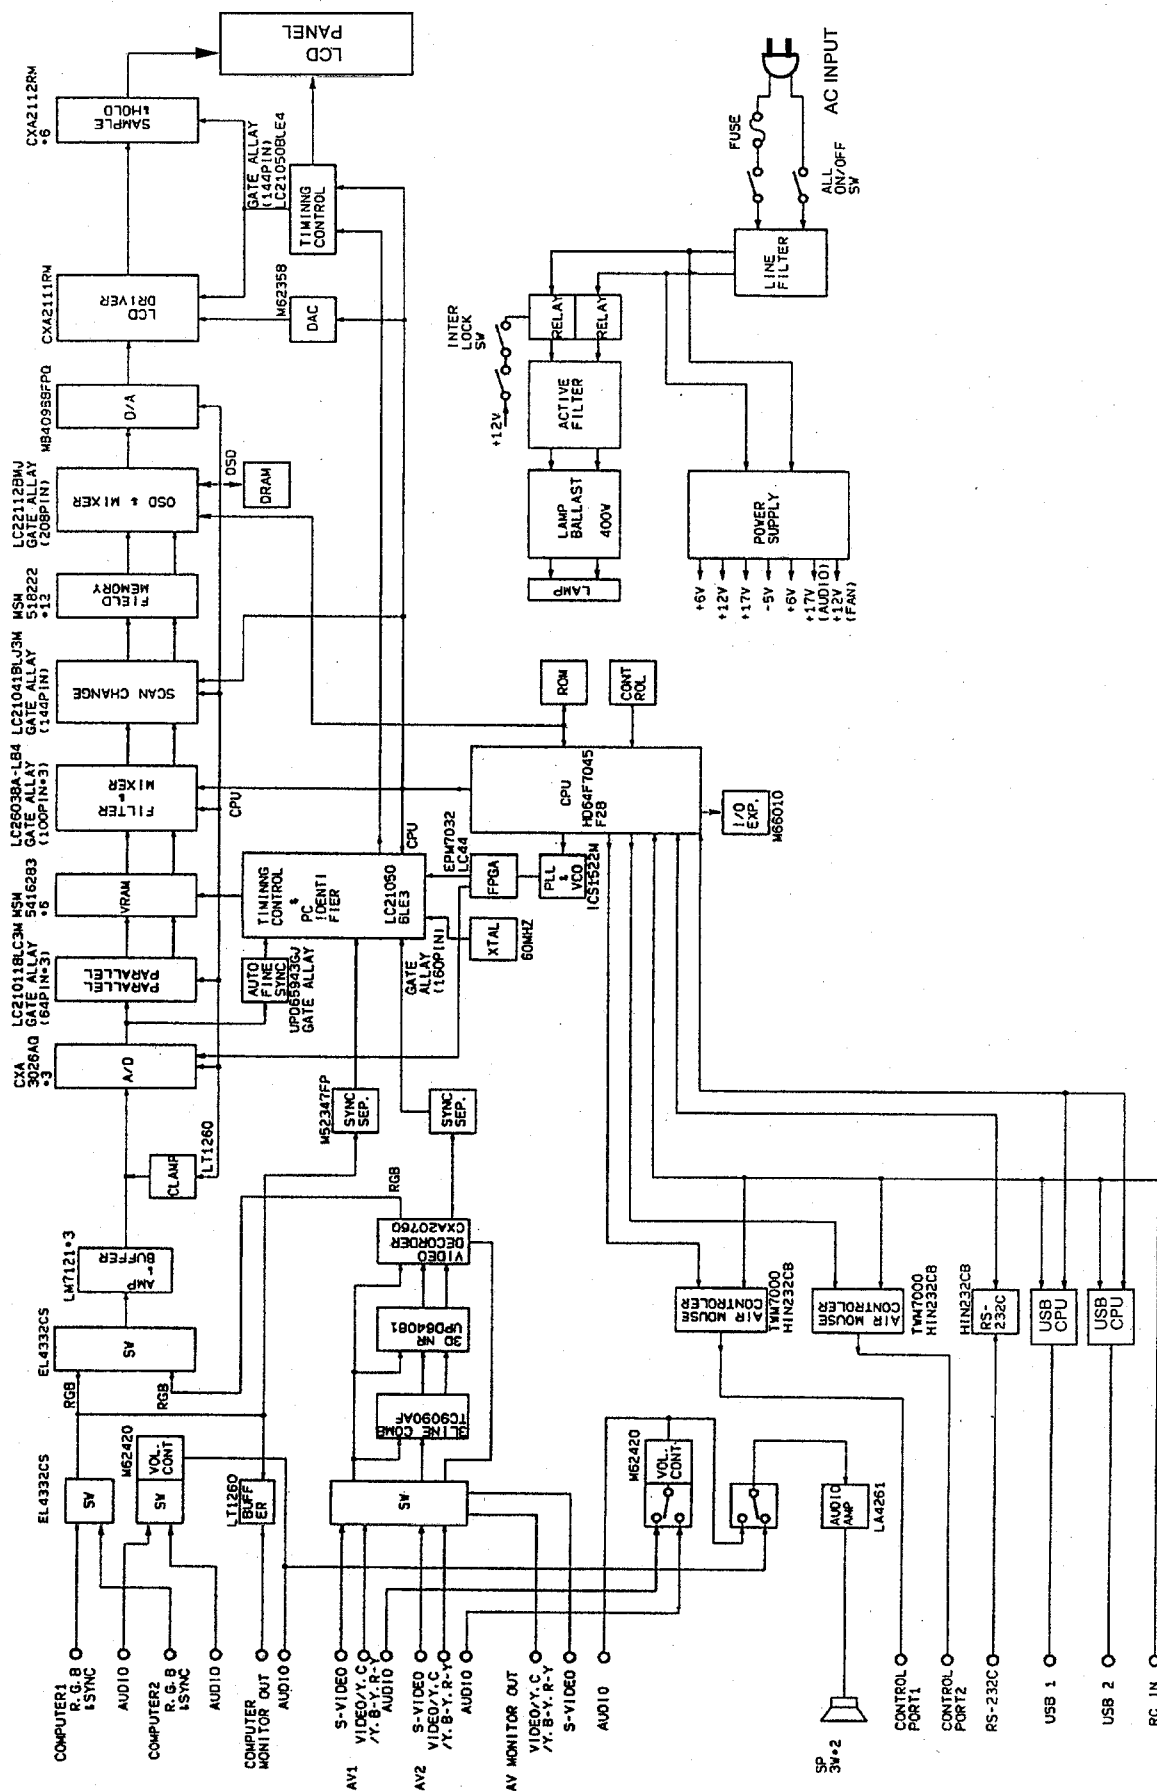 COMPUTER1
R.G.B
&SYNC
AUDIO
COMPUTER2
R.G.B
&SYNC
AUDIO
COMPUTER
MONITOR OUT
AUDIO
AV1
S-VIDEO
VIDEO/Y.C
/Y.B-Y.R-Y
AUDIO
AV2
S-VIDEO
VIDEO/Y.C
/Y.B-Y.R-Y
AUDIO
AV MONITOR OUT
VIDEO/Y.C
/Y.B-Y.R-Y
S-VIDEO
AUDIO
SP
3W*2
CONTROL
PORT1
CONTROL
PORT2
RS-232C
USB 1
USB 2
RC IN
EL4332CS
SW
M62420
SW
VOL.
CONT
LT1260
BUFF
ER
RGB
RGB
EL4332CS
SW
LM7121*3
AMP
&
BUFFER
CLAMP
LT1260
CXA
3026AQ
*3
A/D
LC21011BLC3M
GATE ALLAY
(64PIN*3)
PARALLEL
PARALLEL
MSM
5416283
*6
VRAM
LC26038A-LB4
GATE ALLAY
(100PIN*3)
FILTER
&
MIXER
CPU
LC21041BLJ3M
GATE ALLAY
(144PIN)
SCAN CHANGE
MSM
518222
*12
FIELD
MEMORY
LC22112BMJ
GATE ALLAY
(208PIN)
OSD & MIXER
OSD
DRAM
MB40968FPQ
D/A
CXA2111RM
LCD
DRIVER
M62358
DAC
CXA2112RM
*6
SAMPLE
&HOLD
LCD
PANEL
GATE ALLAY
(144PIN)
LC21050BLE4
TIMINNG
CONTROL
SW
3LINE COMB
TC9090AF
3D NR
UPD64081
VIDEO
DECORDER
CXA2076Q
RGB
M52347FP
SYNC
SEP.
SYNC
SEP.
AUTO
FINE
SYNC
UPD65943GJ
GATE ALLAY
TIMINNG
CONTROL
&
PC
IDENTI
FIER
LC21050
6LE3
GATE
ALLAY
(160PIN)
CPU
XTAL
60MHZ
EPM7032
LC44
FPGA
PLL
&
VCO
ICS1522M
CPU
HD64F7045
F28
ROM
CONT
ROL
I/O
EXP.
M66010
M62420
VOL.
CONT.
AUDIO
AMP
LA4261
AIR MOUSE
CONTROLER
TWM7000
HIN232CB
AIR MOUSE
CONTROLER
TWM7000
HIN232CB
HIN232CB
RS-
232C
USB
CPU
USB
CPU
LAMP
LAMP
BALLAST
400W
ACTIVE
FILTER
RELAY
RELAY
INTER
LOCK
SW
+12V
LINE
FILTER
FUSE
ALL
ON/OFF
SW
AC INPUT
POWER
SUPPLY
+6V
+12V
+17V
-5V
+6V
+17V
(AUDIO)
+12V
(FAN)